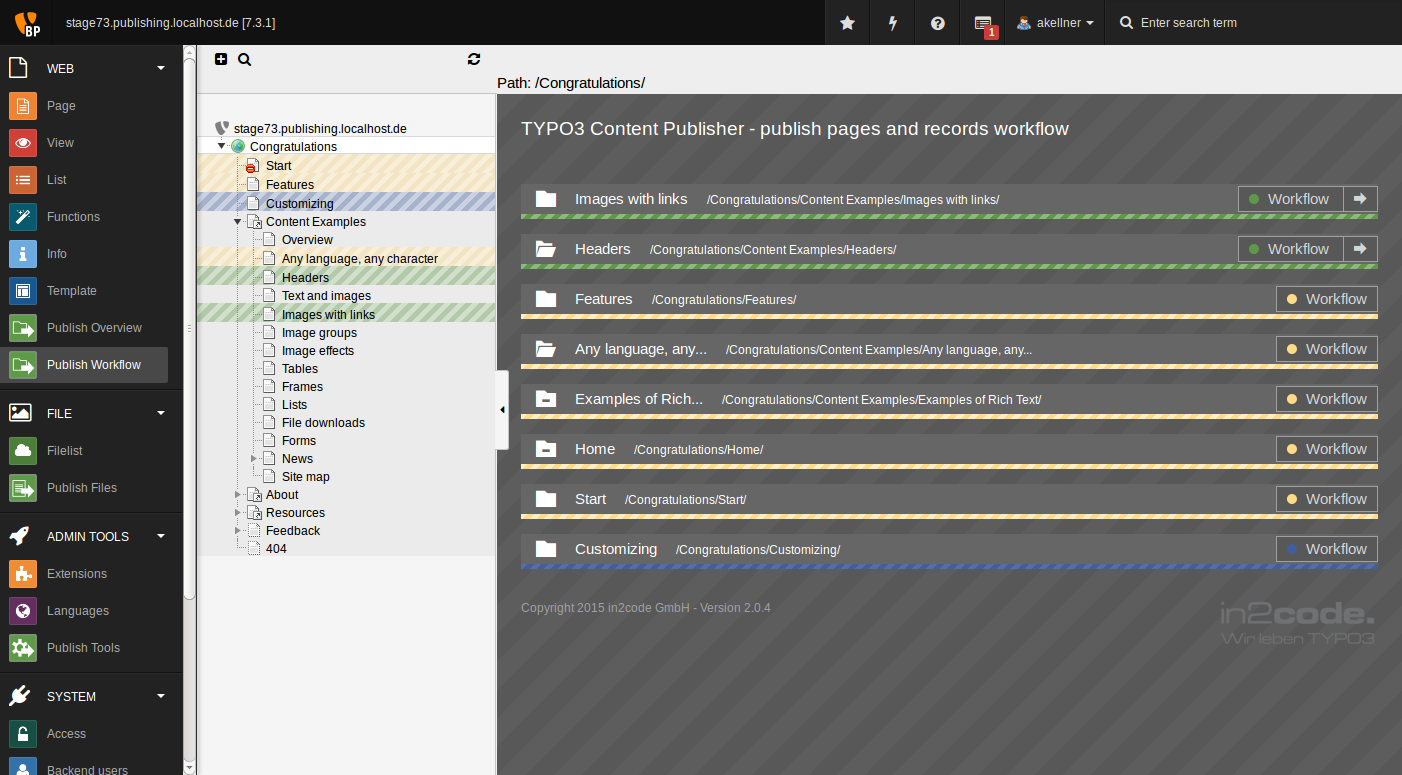 BP
stage73.publishing.localhost.de [7.3.1]
1
akellner
Enter search term
WEB
Page
View
List
Functions
Info
Template
Publish Overview
Publish Workflow
FILE
Filelist
Publish Files
ADMIN TOOLS
Extensions
Languages
Publish Tools
SYSTEM
Access
Backend users
stage73.publishing.localhost.de
Congratulations
Start
Features
Customizing
Content Examples
Overview
Any language, any character
Headers
Text and images
Images with links
Image groups
Image effects
Tables
Frames
Lists
File downloads
Forms
News
Site map
About
Resources
Feedback
404
Path: /Congratulations/
TYPO3 Content Publisher - publish pages and records workflow
Images with links /Congratulations/Content Examples/Images with links/ Workflow
Headers /Congratulations/Content Examples/Headers/ Workflow
Features /Congratulations/Features/ Workflow
Any language, any... /Congratulations/Content Examples/Any language, any... Workflow
Examples of Rich... /Congratulations/Content Examples/Examples of Rich Text/ Workflow
Home /Congratulations/Home/ Workflow
Start /Congratulations/Start/ Workflow
Customizing /Congratulations/Customizing/ Workflow
Copyright 2015 in2code GmbH - Version 2.0.4
in2code.
Wir leben TYPO3